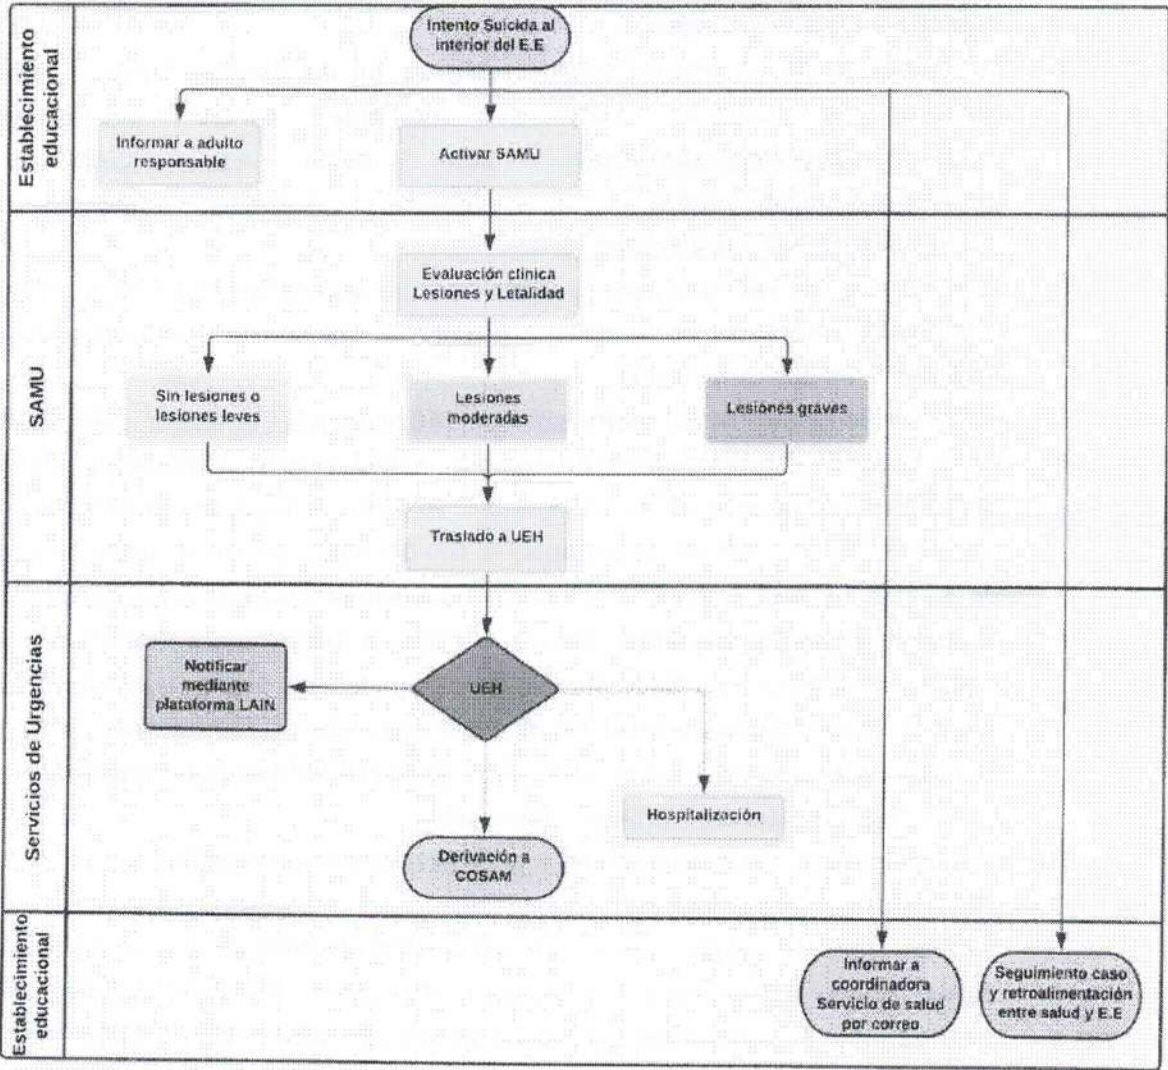 Establecimiento
educacional
Intento Suicida al
interior del E.E
Informar a adulto
responsable
Activar SAMU
SAMU
Evaluación clínica
Lesiones y Letalidad
Sin lesiones o
lesiones leves
Lesiones
moderadas
Lesiones graves
Traslado a UEH
Servicios de Urgencias
Notificar
mediante
plataforma LAIN
UEH
Hospitalización
Derivación a
COSAM
Establecimiento
educacional
Informar a
coordinadora
Servicio de salud
por correo
Seguimiento caso
y retroalimentación
entre salud y E.E